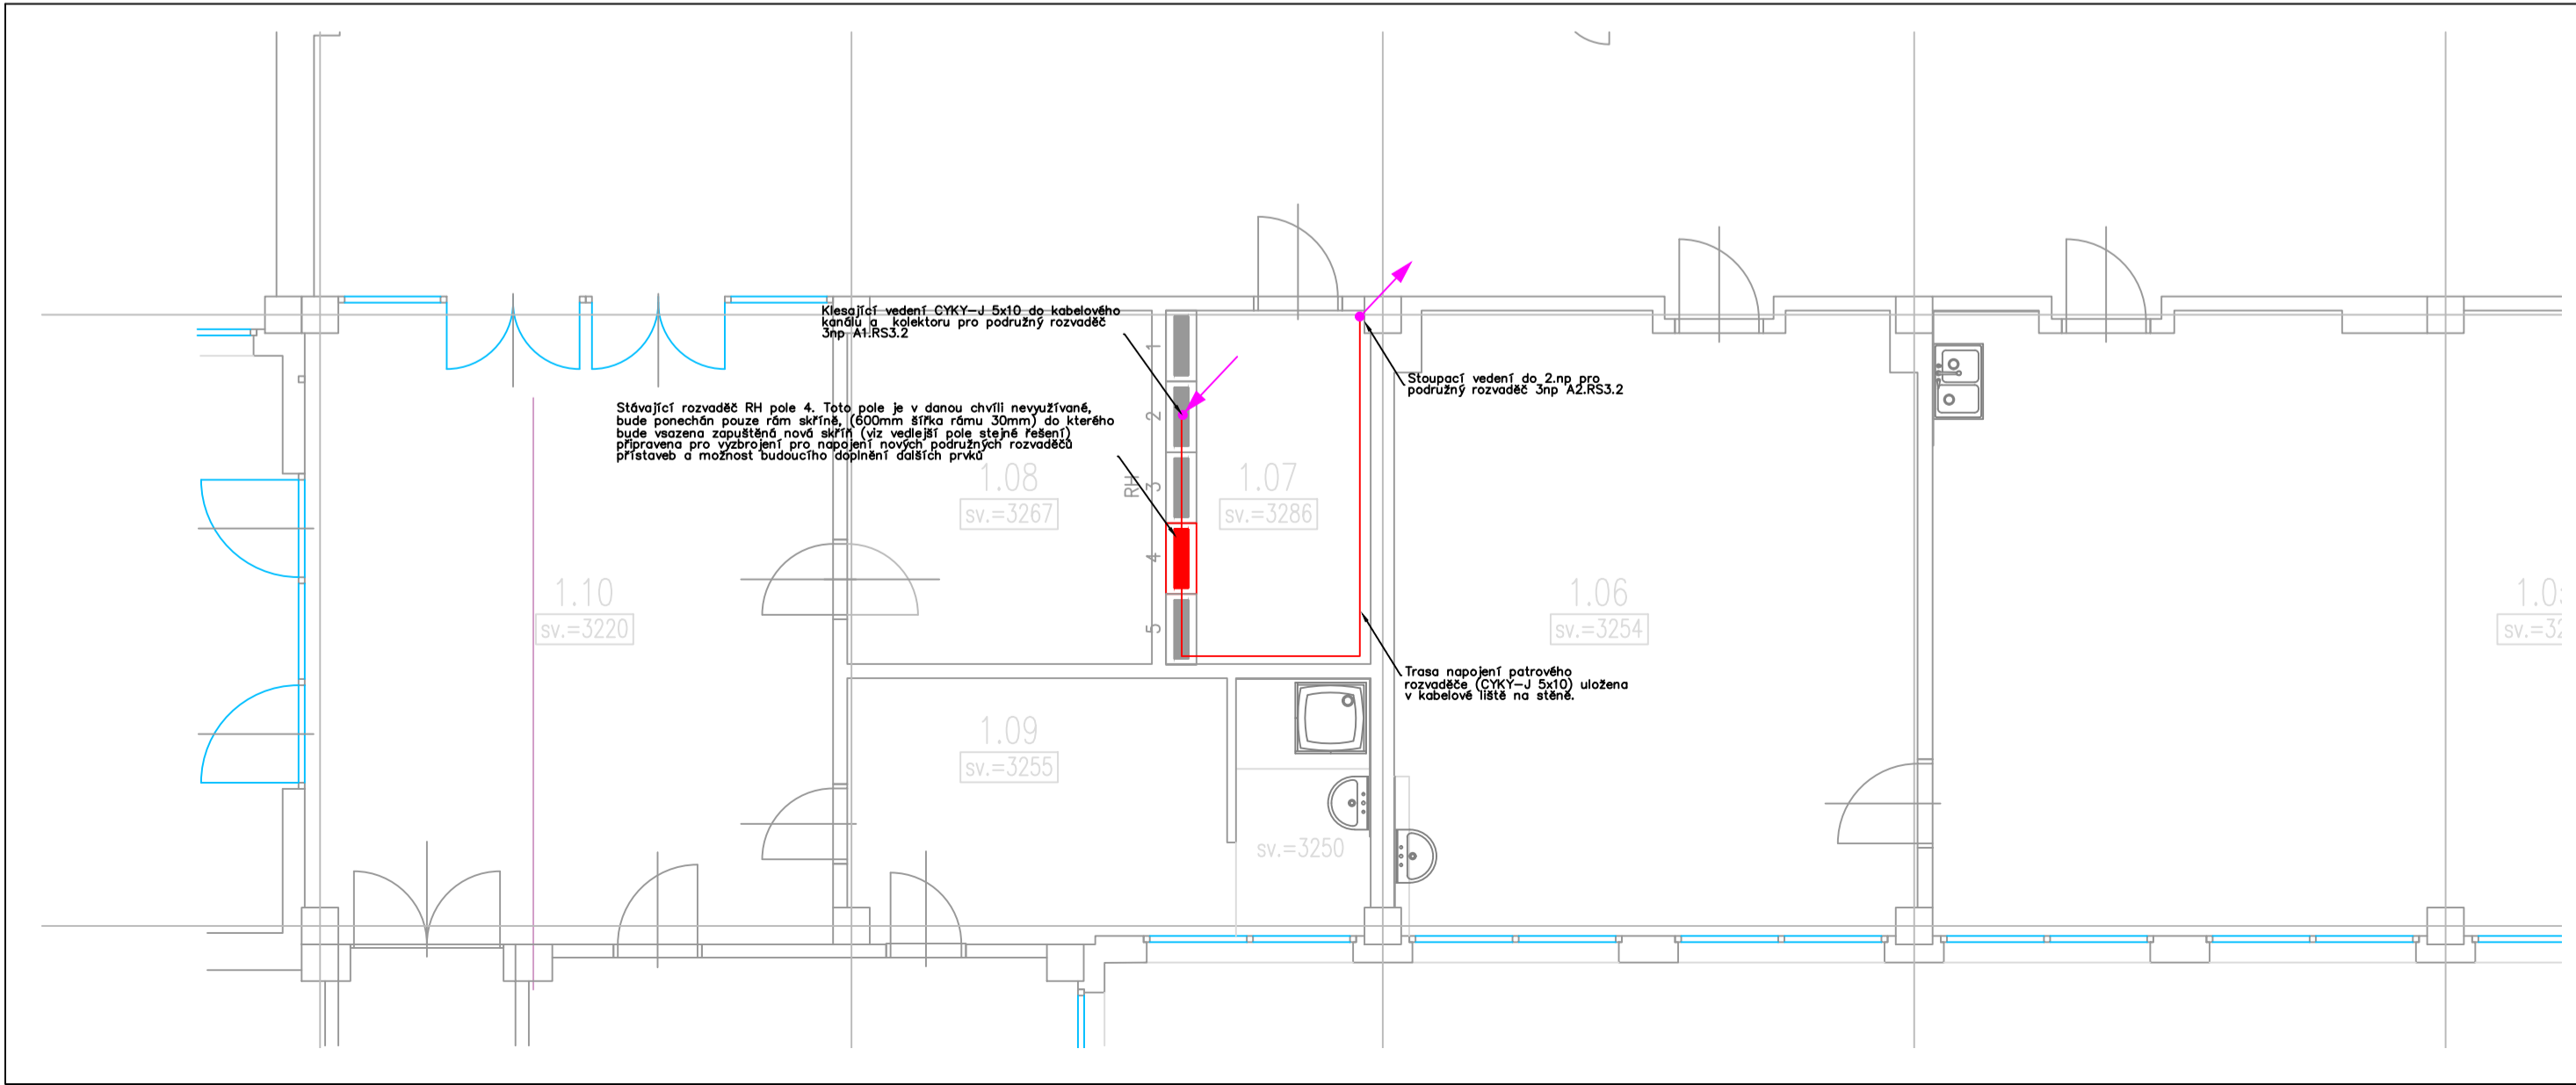 Klesající vedení CYKY-J 5x10 do kabelového
kanálu a kolektoru pro podružný rozvaděč
3np A1.RS3.2
Stoupací vedení do 2.np pro
podružný rozvaděč 3np A2.RS3.2
Stávající rozvaděč RH pole 4. Toto pole je v danou chvíli nevyužívané,
bude ponechán pouze rám skříně, (600mm šířka rámu 30mm) do kterého
bude vsazena zapuštěná nová skříň (viz vedlejší pole stejné řešení)
připravena pro vyzbrojení pro napojení nových podružných rozvaděčů
přístaveb a možnost budoucího doplnění dalších prvků
RH
1
2
3
4
5
1.08
sv.=3267
1.07
sv.=3286
1.10
sv.=3220
1.06
sv.=3254
Trasa napojení patrového
rozvaděče (CYKY-J 5x10) uložena
v kabelové liště na stěně.
1.09
sv.=3255
sv.=3250